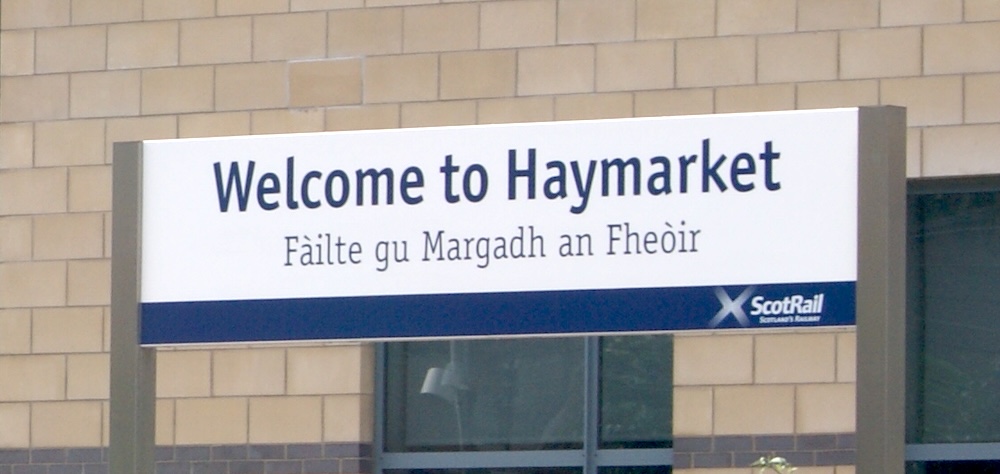 Welcome to Haymarket
Fàilte gu Margadh an Fheòir
ScotRail
SCOTLAND'S RAILWAY